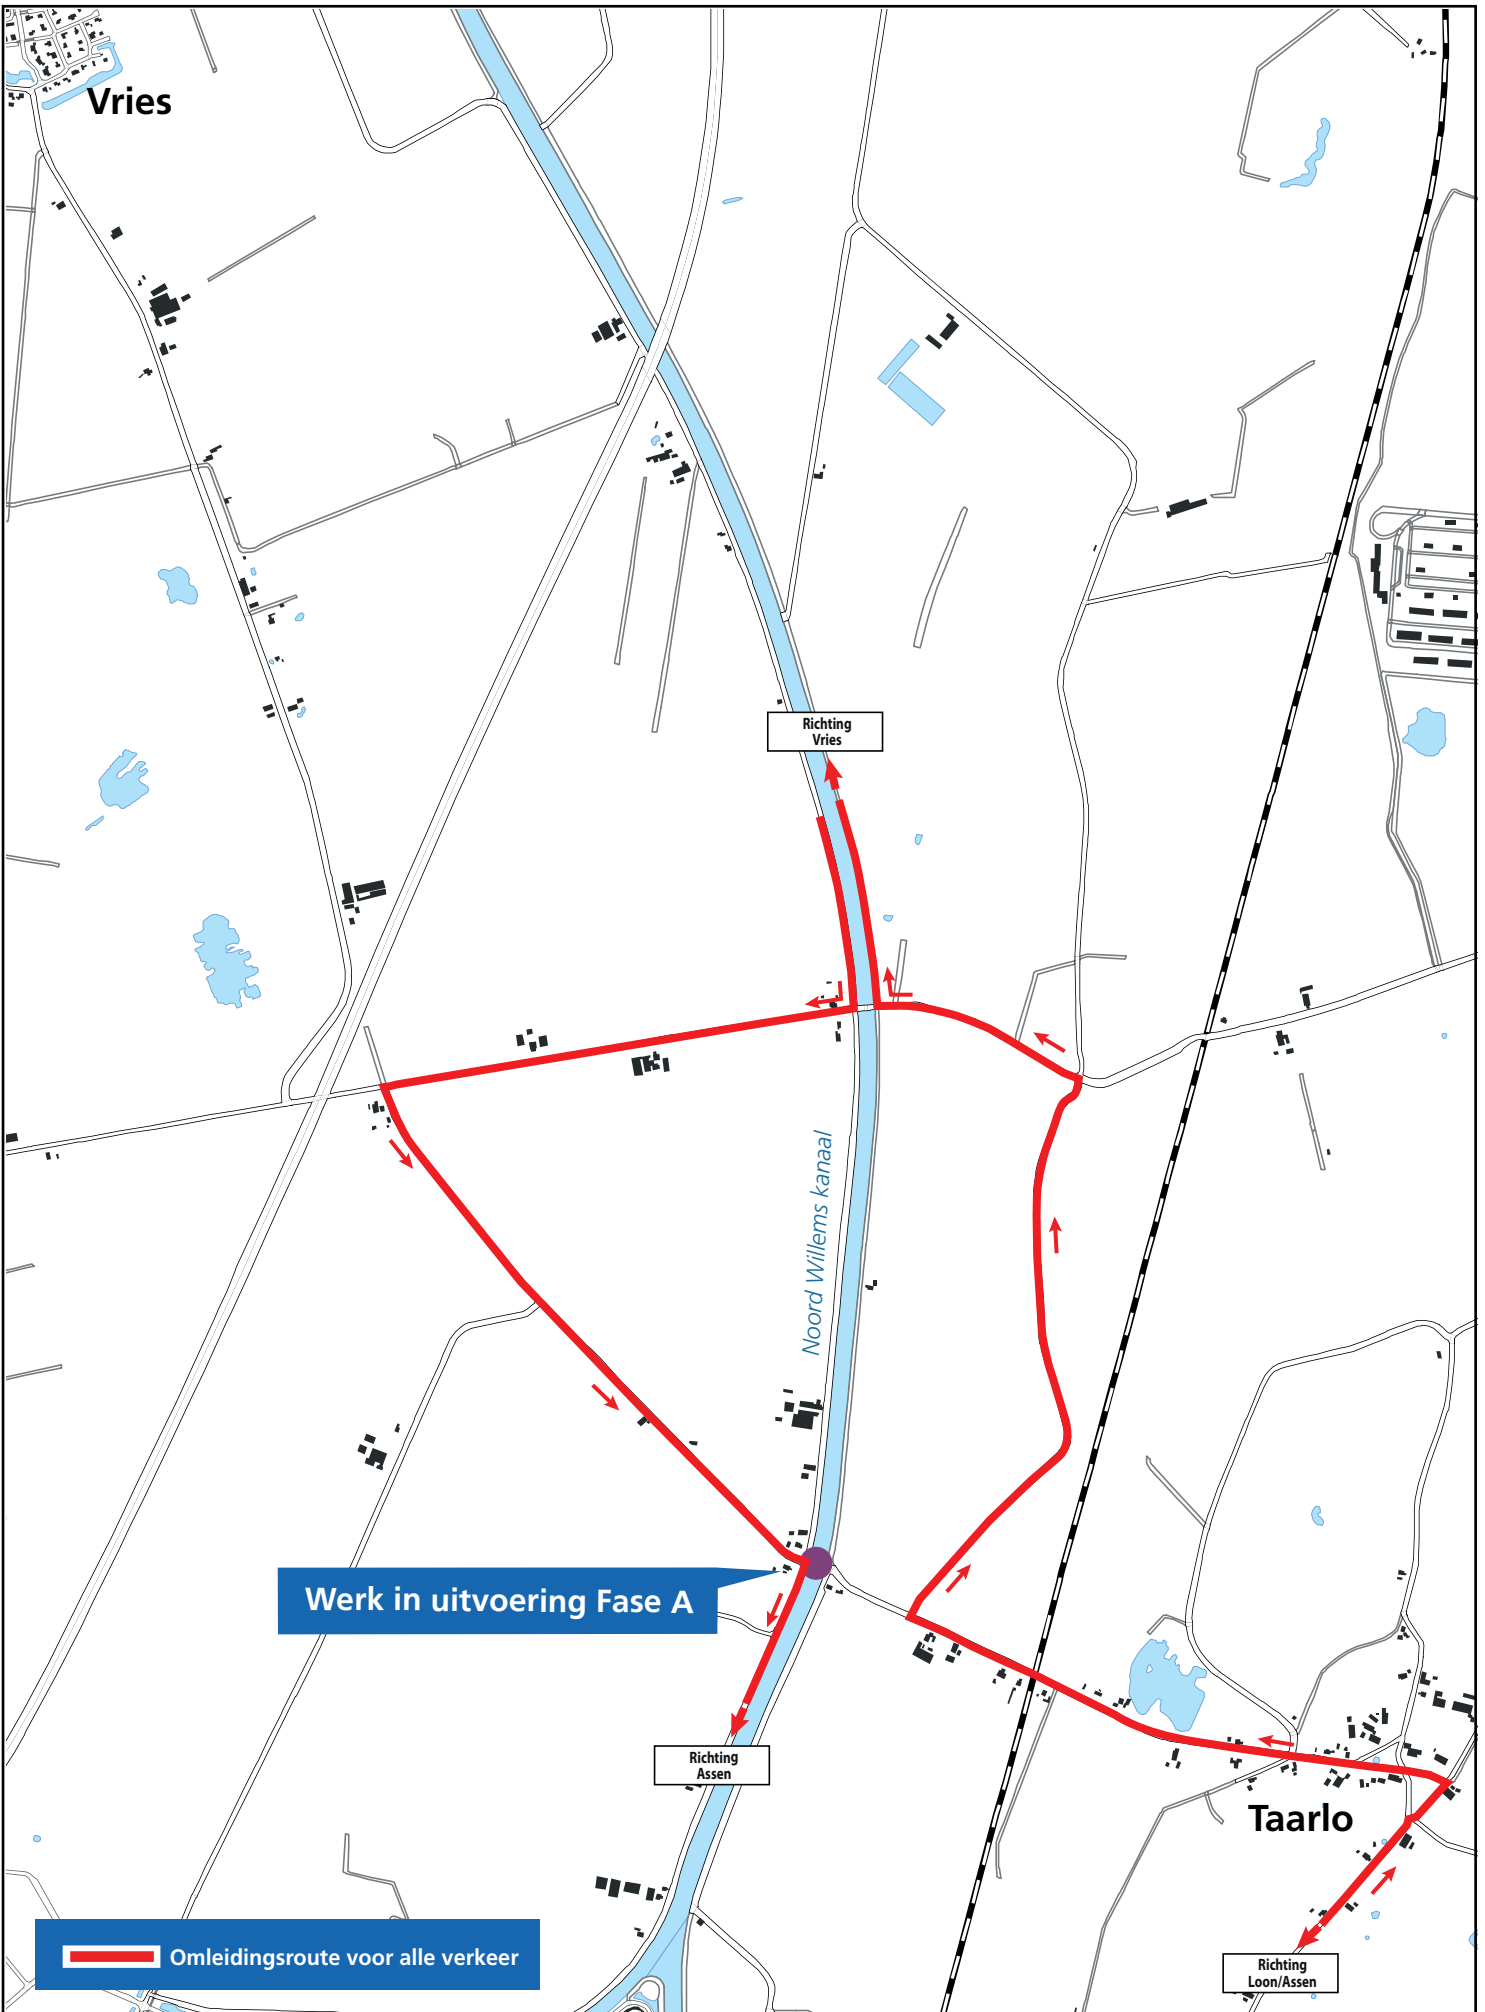 Vries
Richting
Vries
Noord Willems kanaal
Werk in uitvoering Fase A
Richting
Assen
Taarlo
Omleidingsroute voor alle verkeer
Richting
Loon/Assen